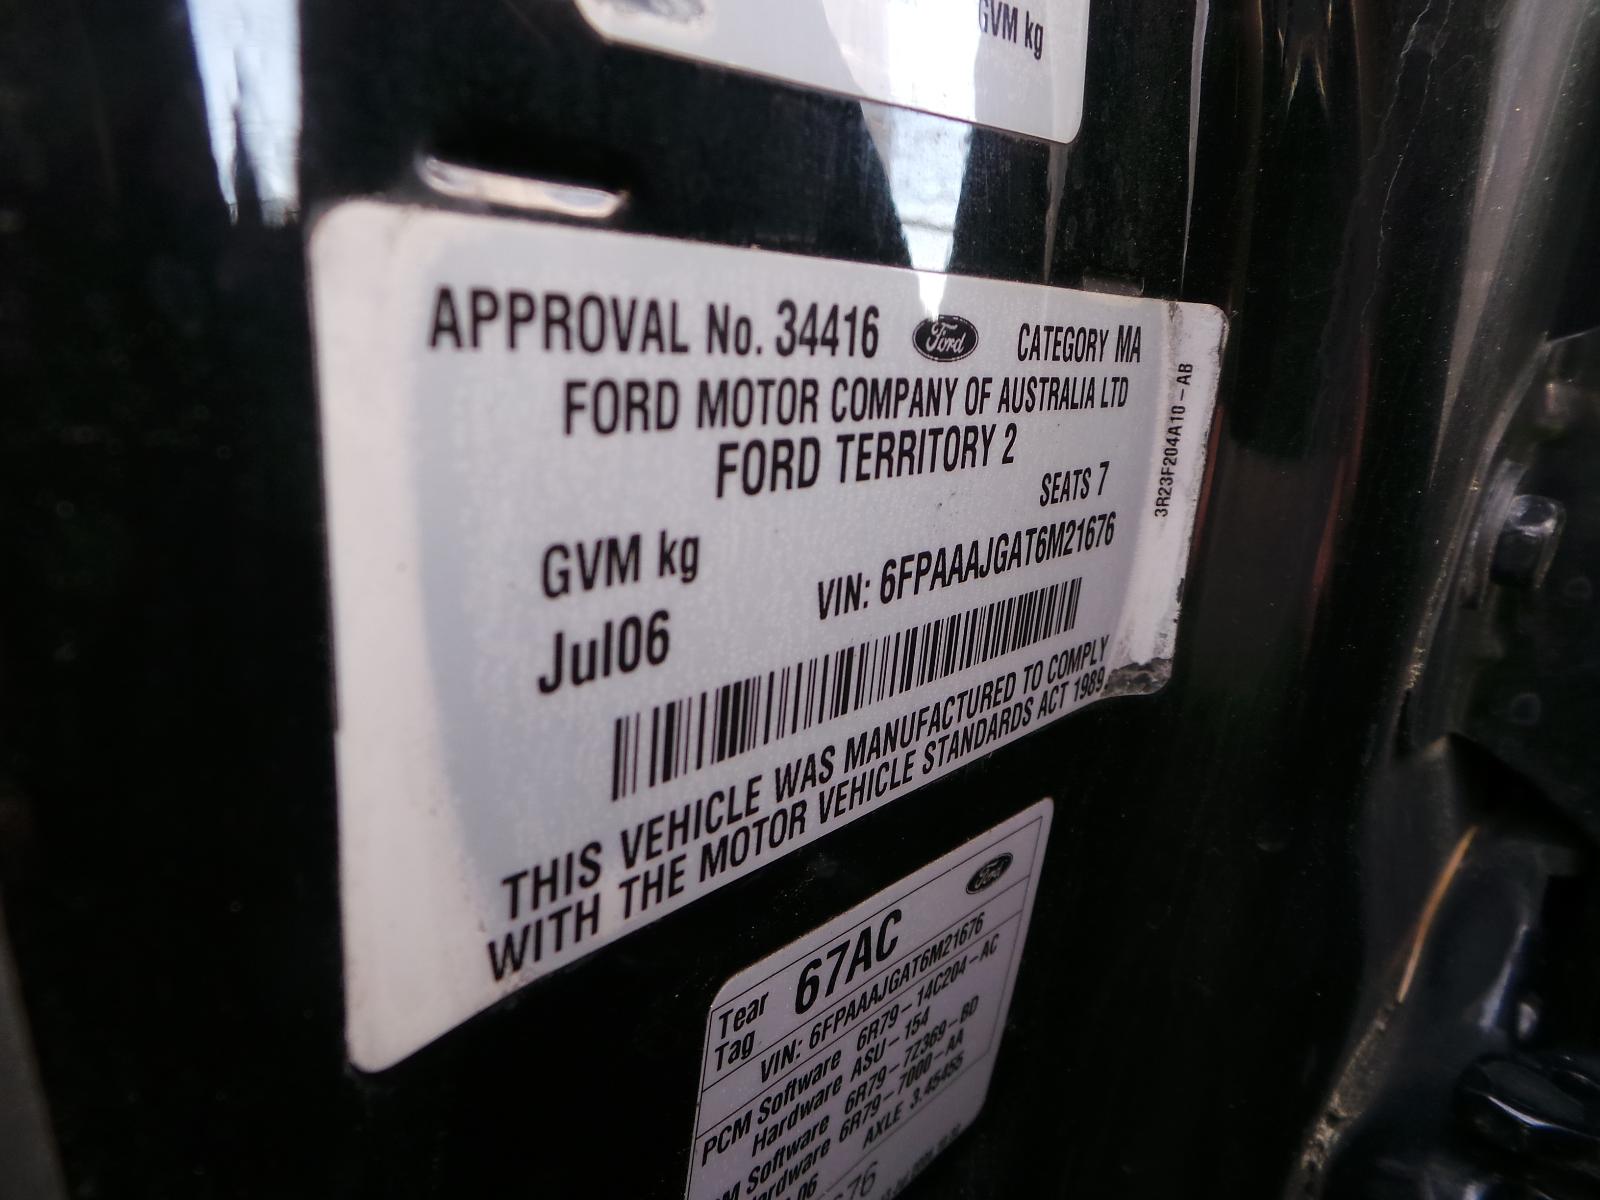 GVM kg
APPROVAL No. 34416 Ford CATEGORY MA
FORD MOTOR COMPANY OF AUSTRALIA LTD
FORD TERRITORY 2
SEATS 7
GVM kg
VIN: 6FPAAAJGAT6M21676
Jul06
THIS VEHICLE WAS MANUFACTURED TO COMPLY
WITH THE MOTOR VEHICLE STANDARDS ACT 1989.
3R23F204A10-AB
Ford
Tear Tag 67AC
VIN: 6FPAAAJGAT6M21676
PCM Software 6R79-14C204-AC
Hardware ASU-154
Software 6R79-7Z369-BD
6R79-7000-AA
AXLE 3.45455